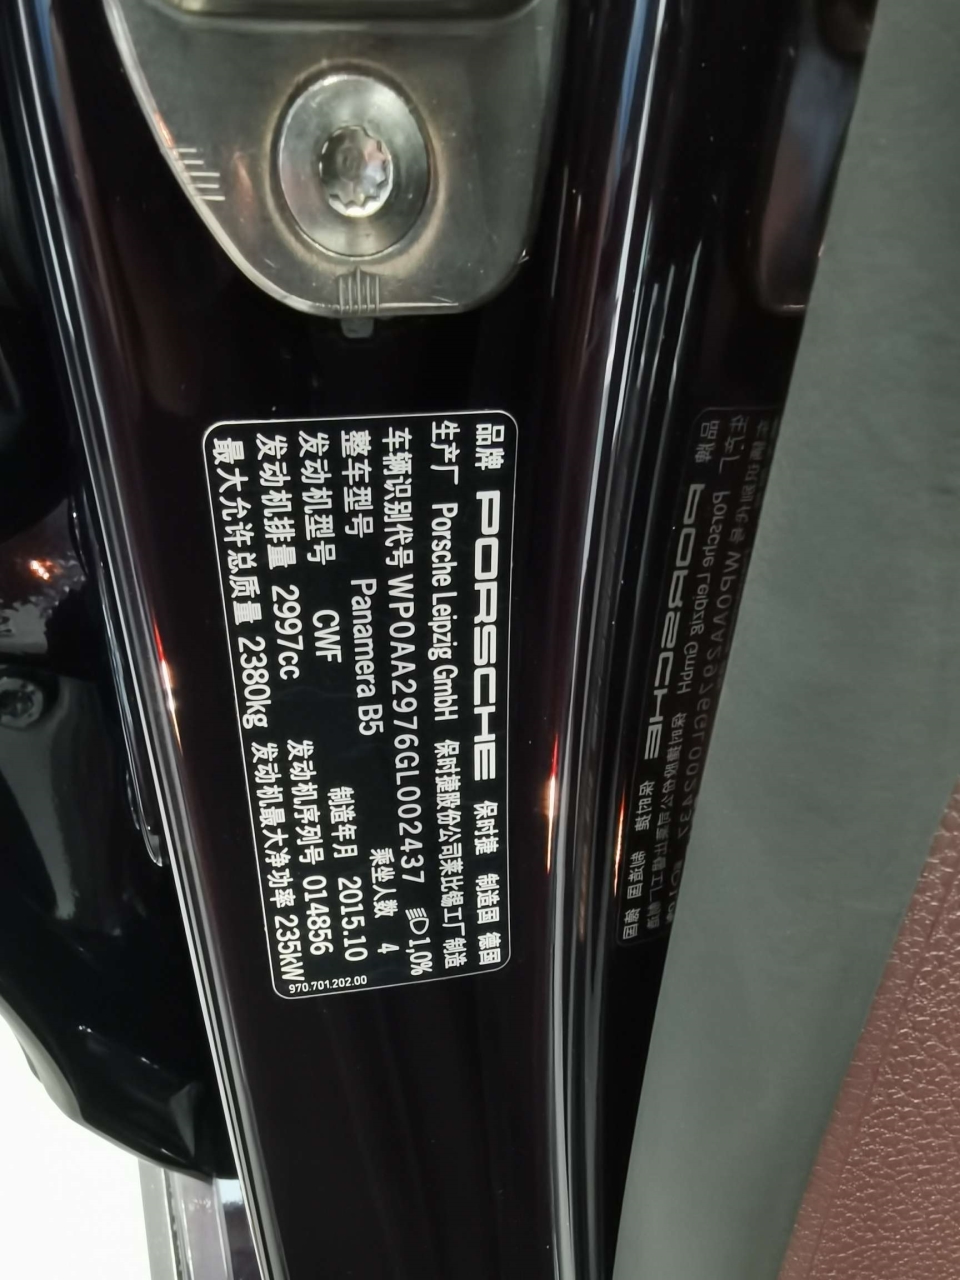 品牌 PORSCHE 保时捷 制造国 德国
生产厂 Porsche Leipzig GmbH 保时捷股份公司莱比锡工厂制造
车辆识别代号 WP0AA2976GL002437 1,0%
整车型号 Panamera B5 乘坐人数 4
发动机型号 CWF 制造年月 2015.10
发动机排量 2997cc 发动机序列号 014856
最大允许总质量 2380kg 发动机最大净功率 235kW
970.701.202.00